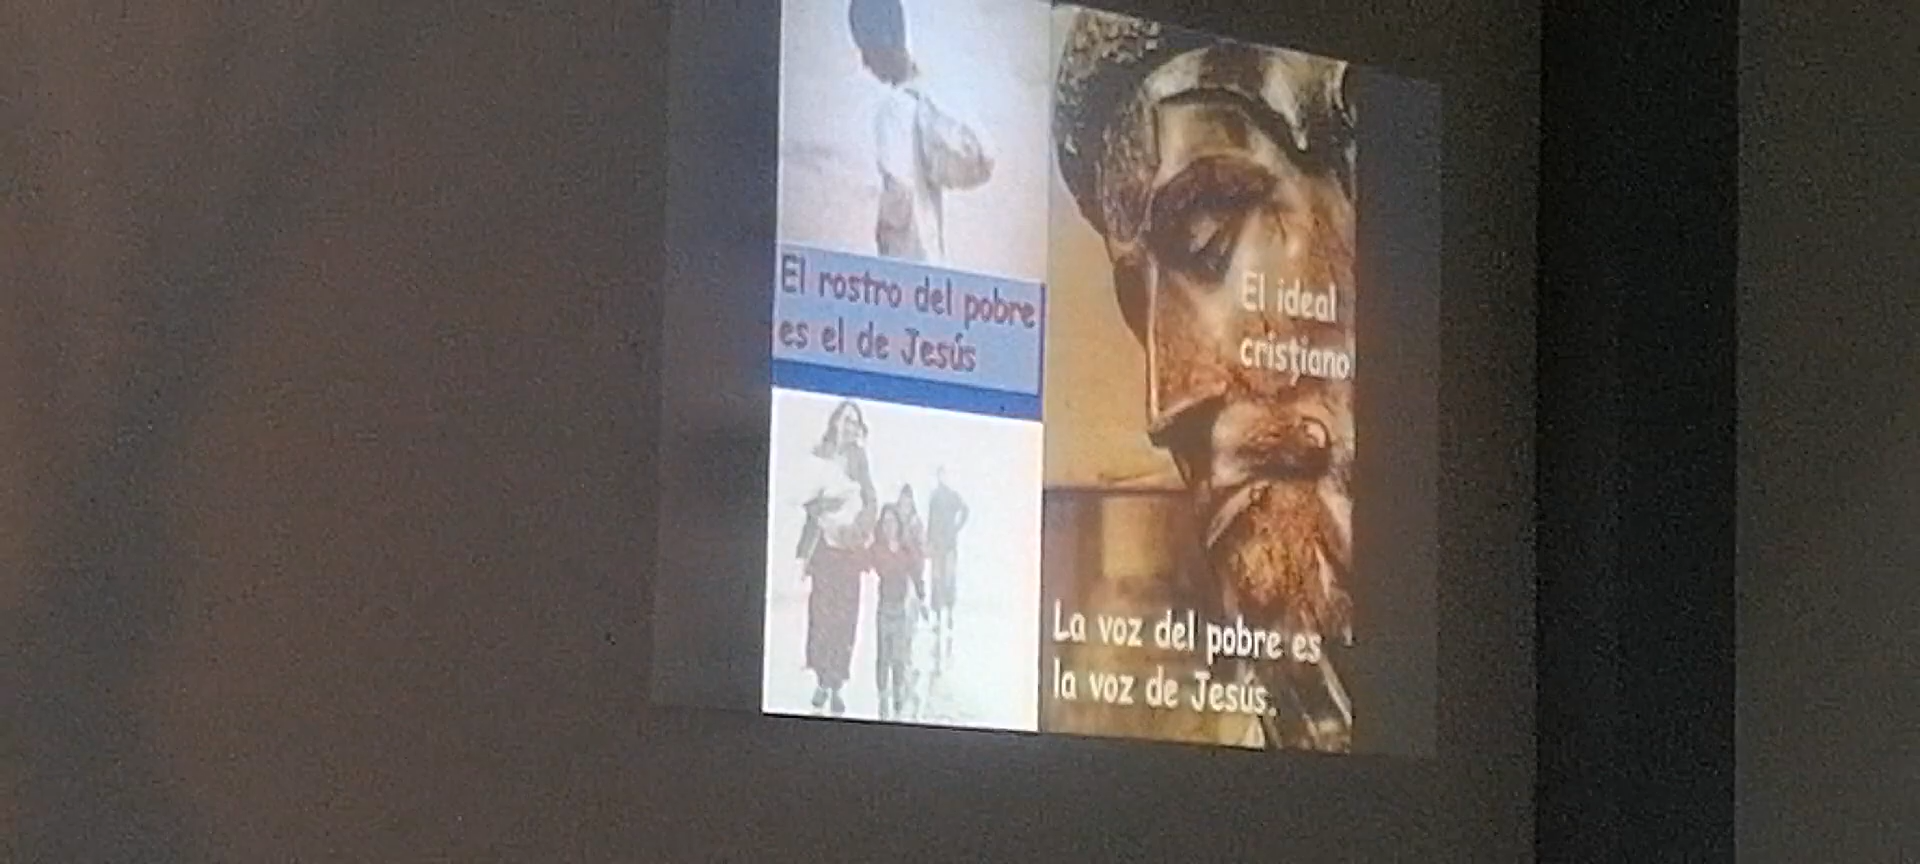 El rostro del pobre
es el de Jesús
El ideal
cristiano
La voz del pobre es
la voz de Jesús.